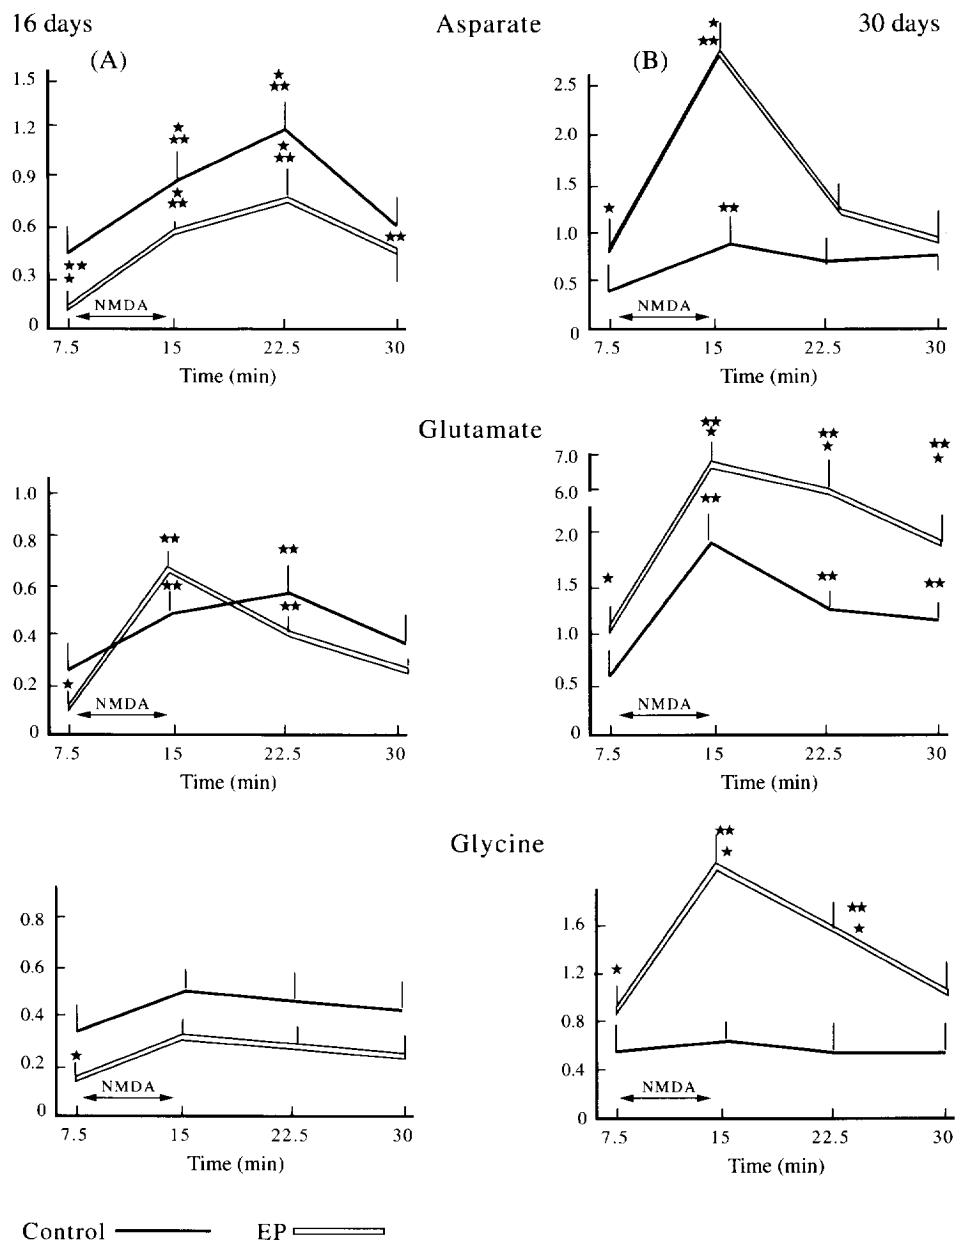 16 days Asparate 30 days
(A) (B)
1.5
1.2
0.9
0.6
0.3
0
NMDA
7.5 15 22.5 30
Time (min)
2.5
2.0
1.5
1.0
0.5
0
NMDA
7.5 15 22.5 30
Time (min)
Glutamate
1.0
0.8
0.6
0.4
0.2
0
NMDA
7.5 15 22.5 30
Time (min)
7.0
6.0
2.0
1.5
1.0
0.5
0
NMDA
7.5 15 22.5 30
Time (min)
Glycine
0.8
0.6
0.4
0.2
0
NMDA
7.5 15 22.5 30
Time (min)
1.6
1.2
0.8
0.4
0
NMDA
7.5 15 22.5 30
Time (min)
Control EP